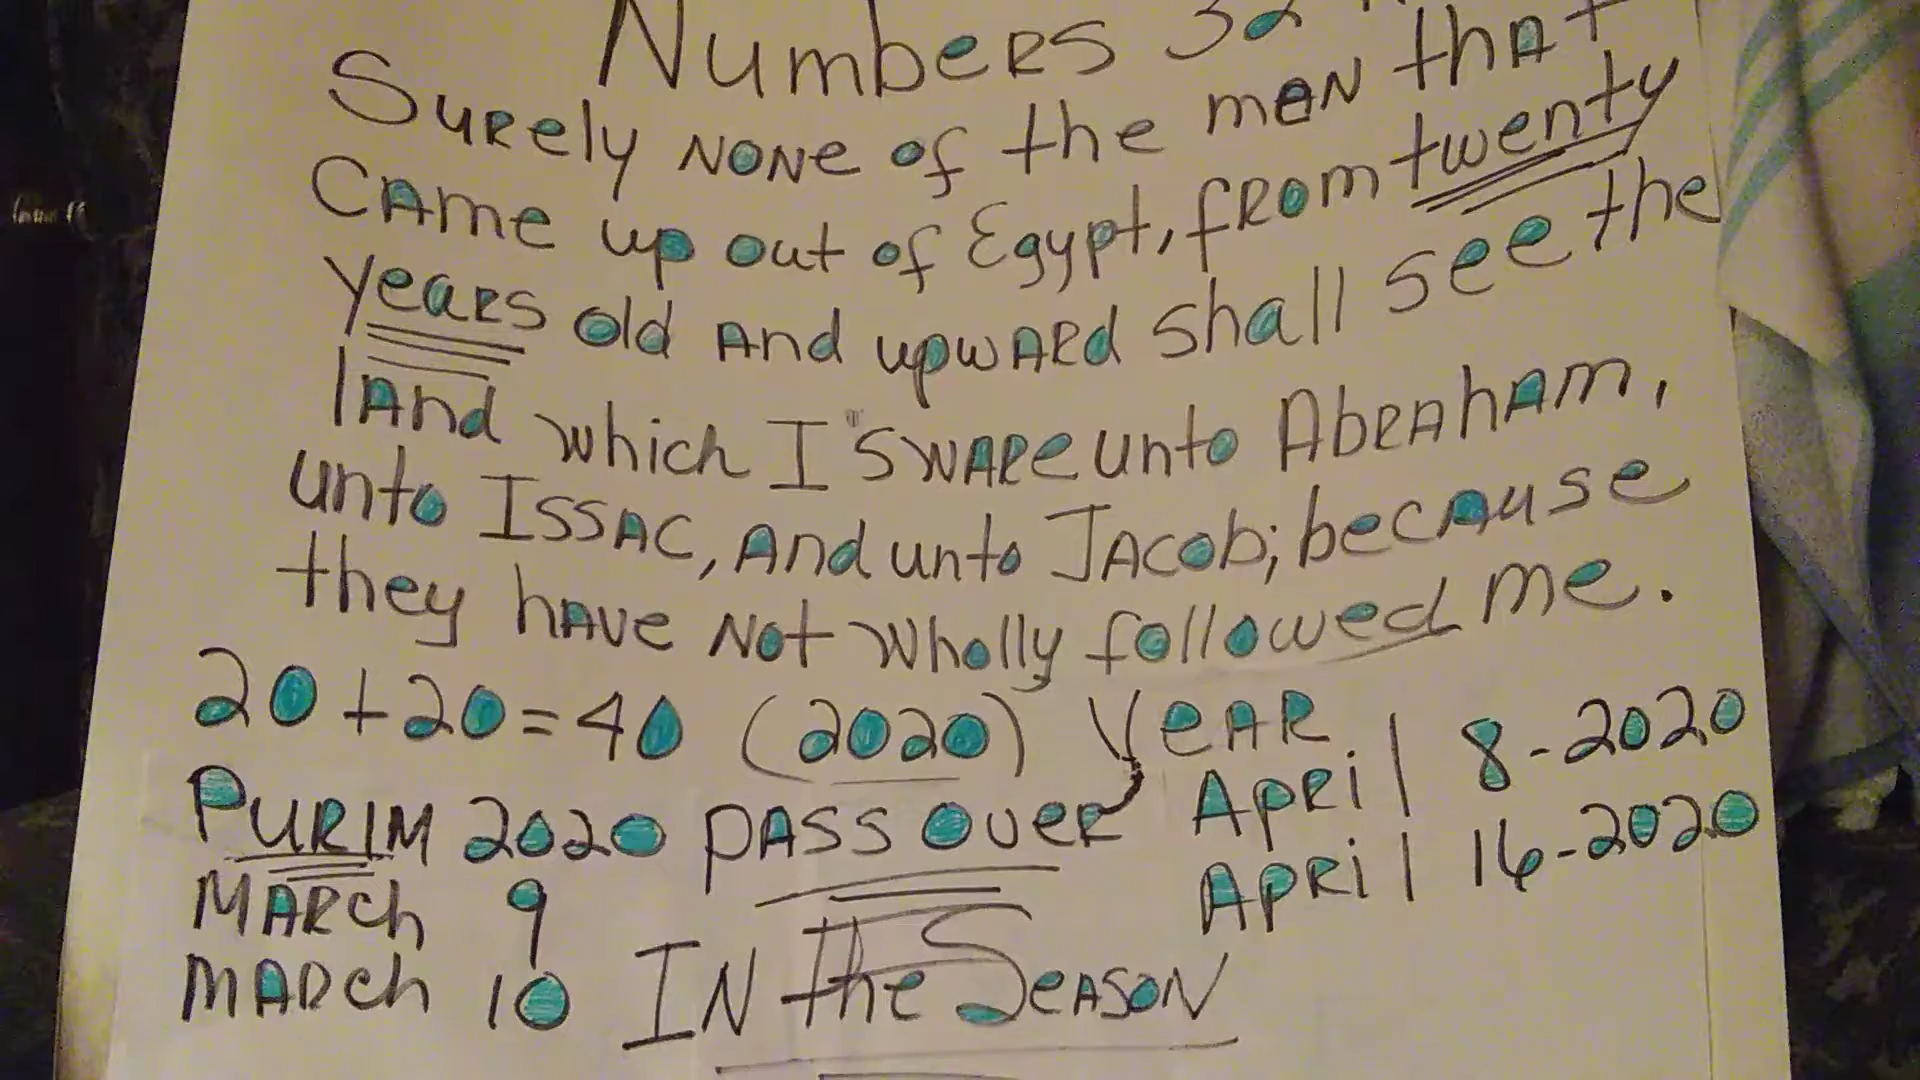 Numbers 32
Surely none of the men that
came up out of Egypt, from twenty
years old and upward shall see the
land which I sware unto Abraham,
unto Issac, and unto Jacob; because
they have not wholly followed me.
20+20=40 (2020) year
Purim 2020 pass over April 8-2020
March 9 April 16-2020
March 10 In the Season